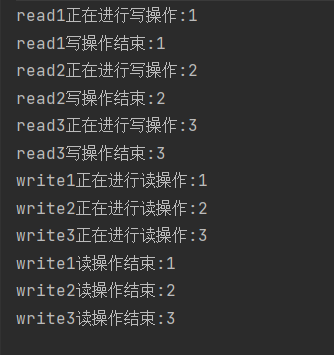 read1正在进行写操作:1
read1写操作结束:1
read2正在进行写操作:2
read2写操作结束:2
read3正在进行写操作:3
read3写操作结束:3
write1正在进行读操作:1
write2正在进行读操作:2
write3正在进行读操作:3
write1读操作结束:1
write2读操作结束:2
write3读操作结束:3